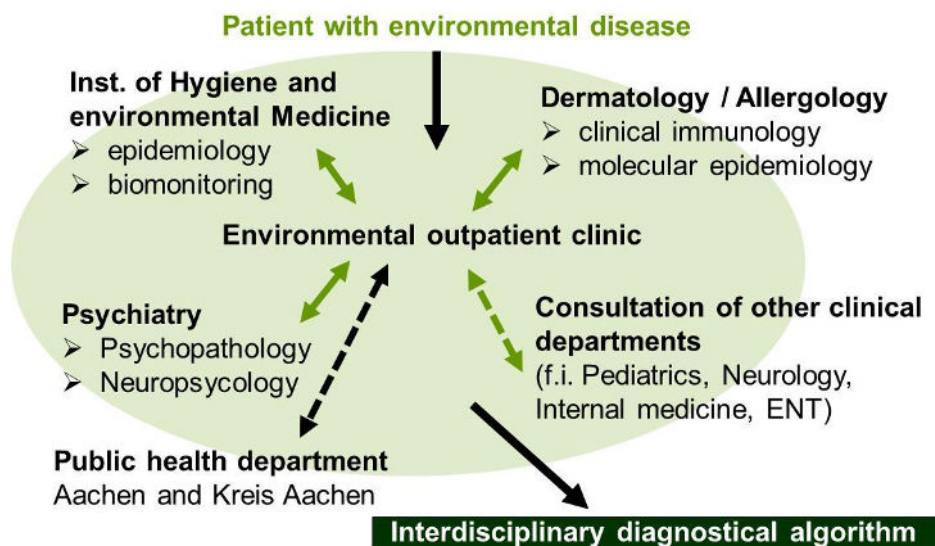 Patient with environmental disease
Inst. of Hygiene and
environmental Medicine
➢ epidemiology
➢ biomonitoring
Dermatology / Allergology
➢ clinical immunology
➢ molecular epidemiology
Environmental outpatient clinic
Psychiatry
➢ Psychopathology
➢ Neuropsycology
Consultation of other clinical
departments
(f.i. Pediatrics, Neurology,
Internal medicine, ENT)
Public health department
Aachen and Kreis Aachen
Interdisciplinary diagnostical algorithm